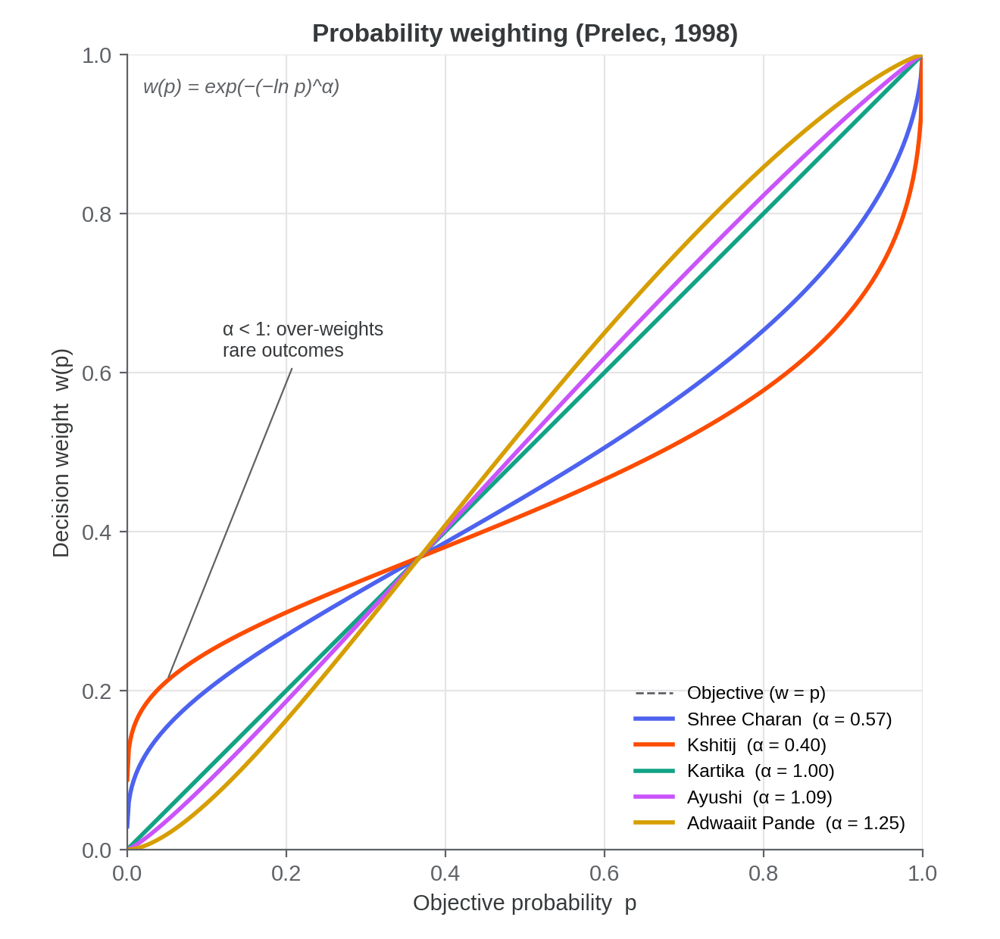 Probability weighting (Prelec, 1998)
w(p) = exp(−(−ln p)^α)
α < 1: over-weights
rare outcomes
Decision weight  w(p)
1.0
0.8
0.6
0.4
0.2
0.0
0.0
0.2
0.4
0.6
0.8
1.0
Objective probability  p
Objective (w = p)
Shree Charan  (α = 0.57)
Kshitij  (α = 0.40)
Kartika  (α = 1.00)
Ayushi  (α = 1.09)
Adwaaiit Pande  (α = 1.25)